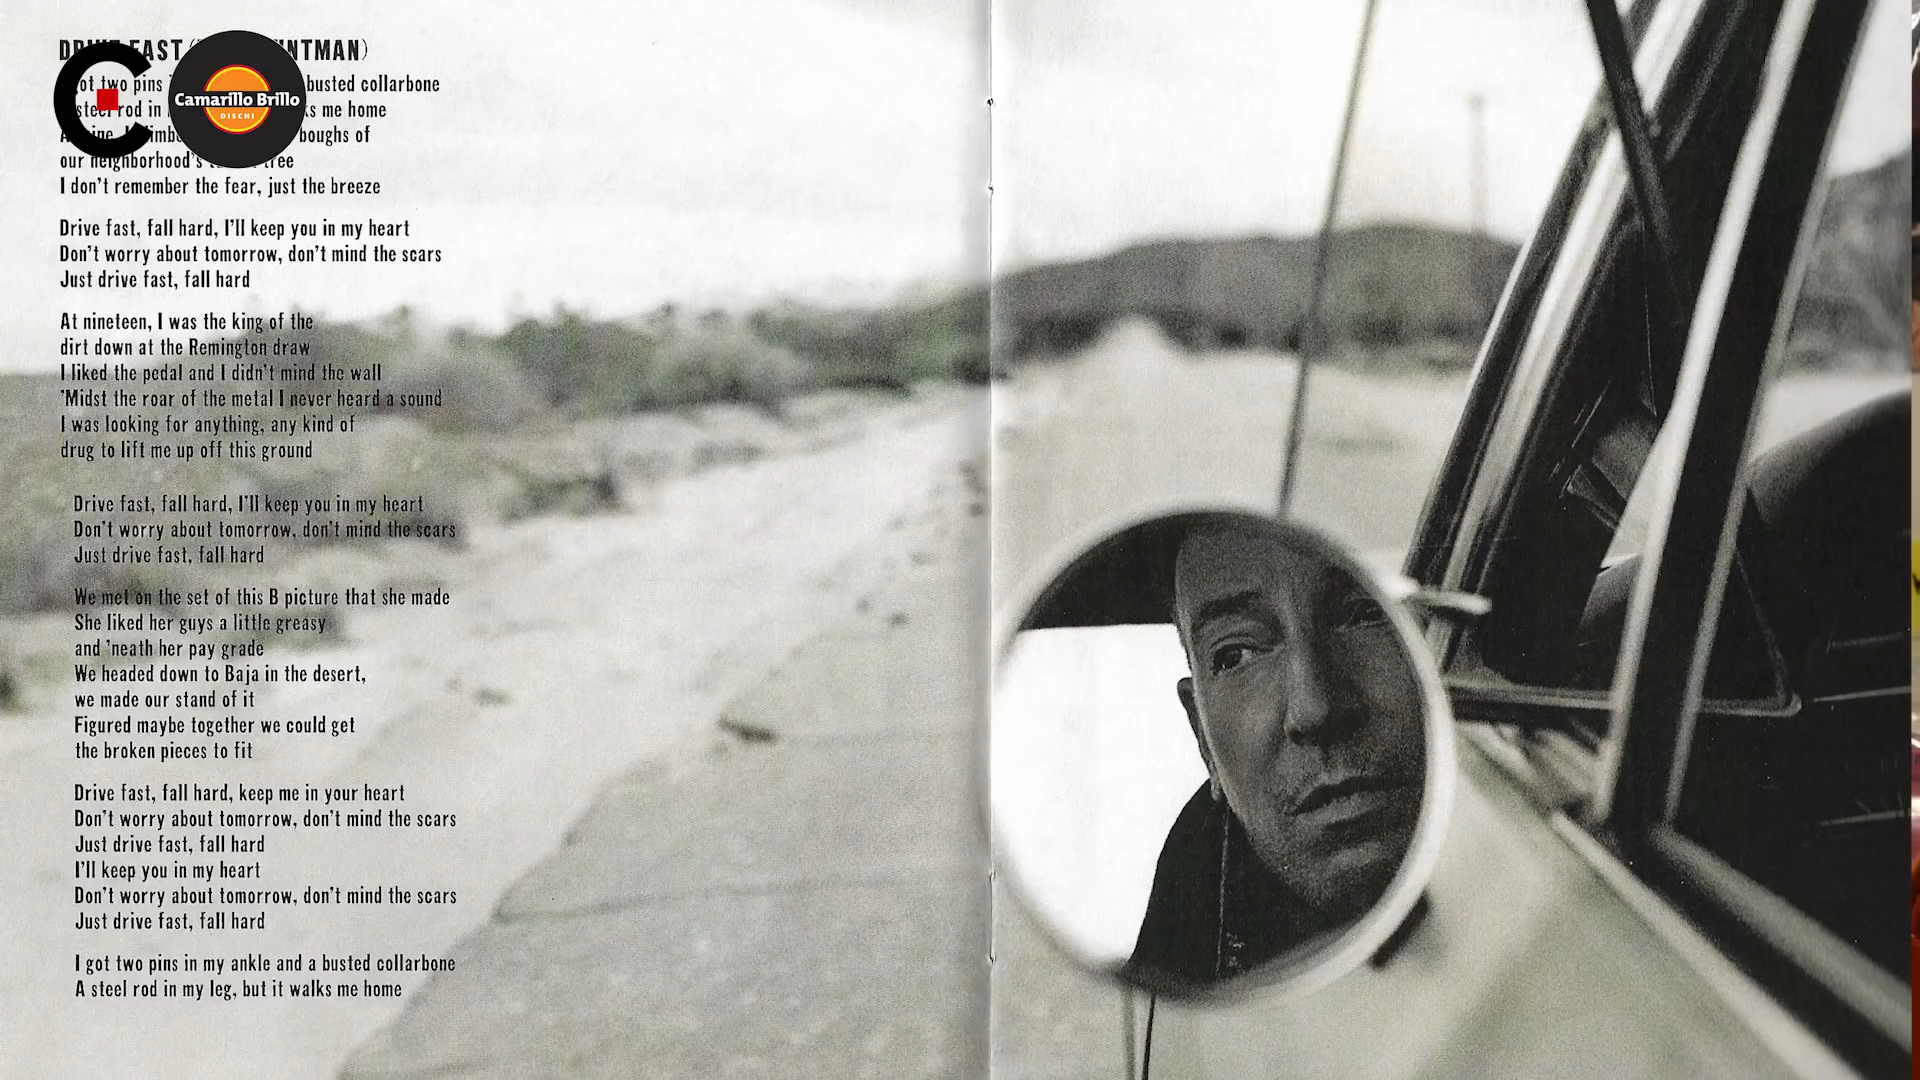 DRIVE FAST NTMAN)
Camarillo Brillo
DISCHI
got two pins busted collarbone
steel rod in ks me home
boughs of
our neighborhood's tree
I don't remember the fear, just the breeze
Drive fast, fall hard, I'll keep you in my heart
Don't worry about tomorrow, don't mind the scars
Just drive fast, fall hard
At nineteen, I was the king of the
dirt down at the Remington draw
I liked the pedal and I didn't mind the wall
'Midst the roar of the metal I never heard a sound
I was looking for anything, any kind of
drug to lift me up off this ground
Drive fast, fall hard, I'll keep you in my heart
Don't worry about tomorrow, don't mind the scars
Just drive fast, fall hard
We met on the set of this B picture that she made
She liked her guys a little greasy
and 'neath her pay grade
We headed down to Baja in the desert,
we made our stand of it
Figured maybe together we could get
the broken pieces to fit
Drive fast, fall hard, keep me in your heart
Don't worry about tomorrow, don't mind the scars
Just drive fast, fall hard
I'll keep you in my heart
Don't worry about tomorrow, don't mind the scars
Just drive fast, fall hard
I got two pins in my ankle and a busted collarbone
A steel rod in my leg, but it walks me home